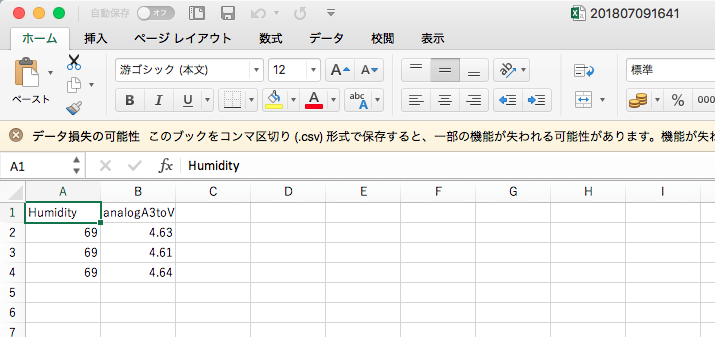 自動保存 オフ 201807091641
ホーム 挿入 ページ レイアウト 数式 データ 校閲 表示
游ゴシック (本文) 12 A A 標準
ペースト B I U A abc A % 000
データ損失の可能性 このブックをコンマ区切り (.csv) 形式で保存すると、一部の機能が失われる可能性があります。機能が失わ
A1 fx Humidity
A B C D E F G H I
1 Humidity analogA3toV
2 69 4.63
3 69 4.61
4 69 4.64
5
6
7